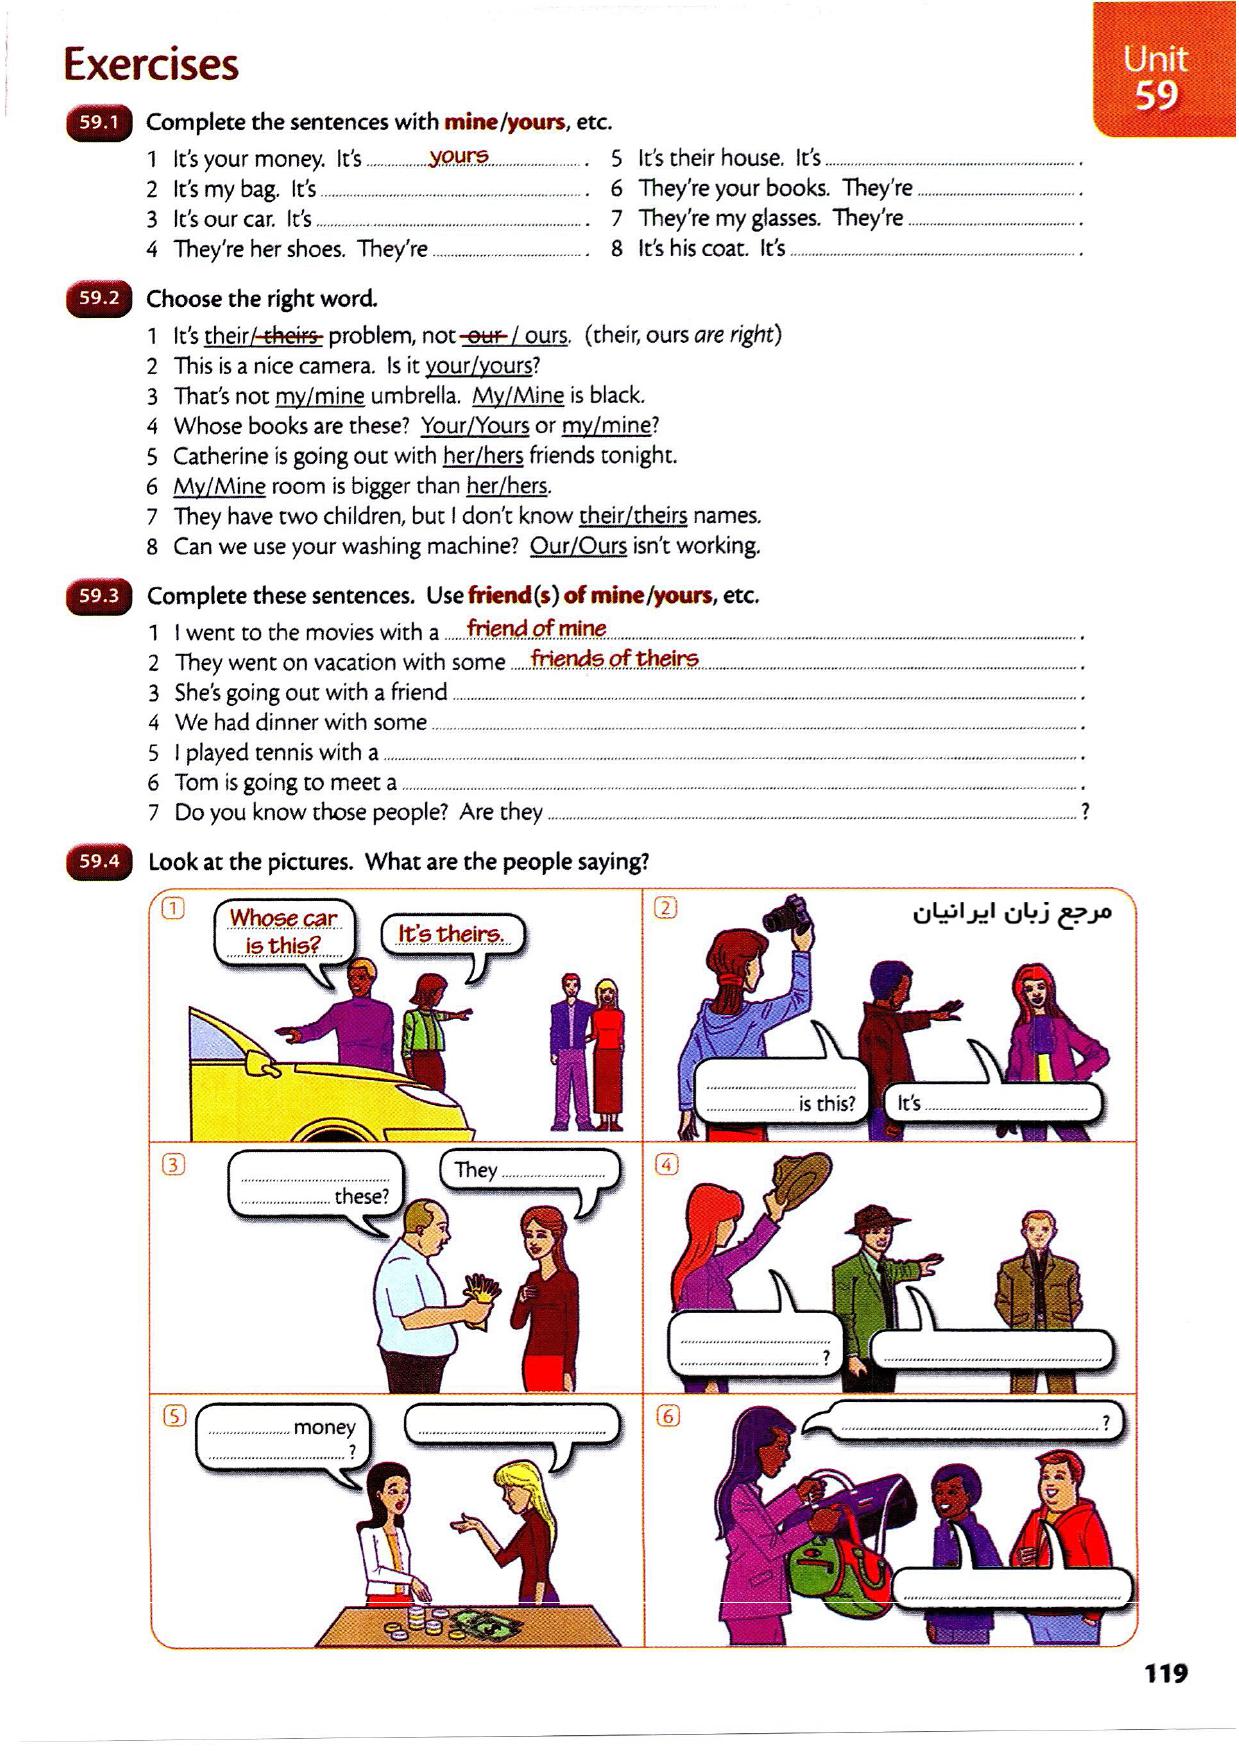 Exercises
Unit
59
59.1 Complete the sentences with mine/yours, etc.
1 It's your money. It's yours.
2 It's my bag. It's .
3 It's our car. It's .
4 They're her shoes. They're .
5 It's their house. It's .
6 They're your books. They're .
7 They're my glasses. They're .
8 It's his coat. It's .
59.2 Choose the right word.
1 It's their/theirs problem, not our / ours. (their, ours are right)
2 This is a nice camera. Is it your/yours?
3 That's not my/mine umbrella. My/Mine is black.
4 Whose books are these? Your/Yours or my/mine?
5 Catherine is going out with her/hers friends tonight.
6 My/Mine room is bigger than her/hers.
7 They have two children, but I don't know their/theirs names.
8 Can we use your washing machine? Our/Ours isn't working.
59.3 Complete these sentences. Use friend(s) of mine/yours, etc.
1 I went to the movies with a friend of mine .
2 They went on vacation with some friends of theirs .
3 She's going out with a friend .
4 We had dinner with some .
5 I played tennis with a .
6 Tom is going to meet a .
7 Do you know those people? Are they ?
59.4 Look at the pictures. What are the people saying?
1
Whose car
is this?
It's theirs.
2
مرجع زبان ایرانیان
is this?
It's
3
these?
They
4
?
5
money
?
6
?
119